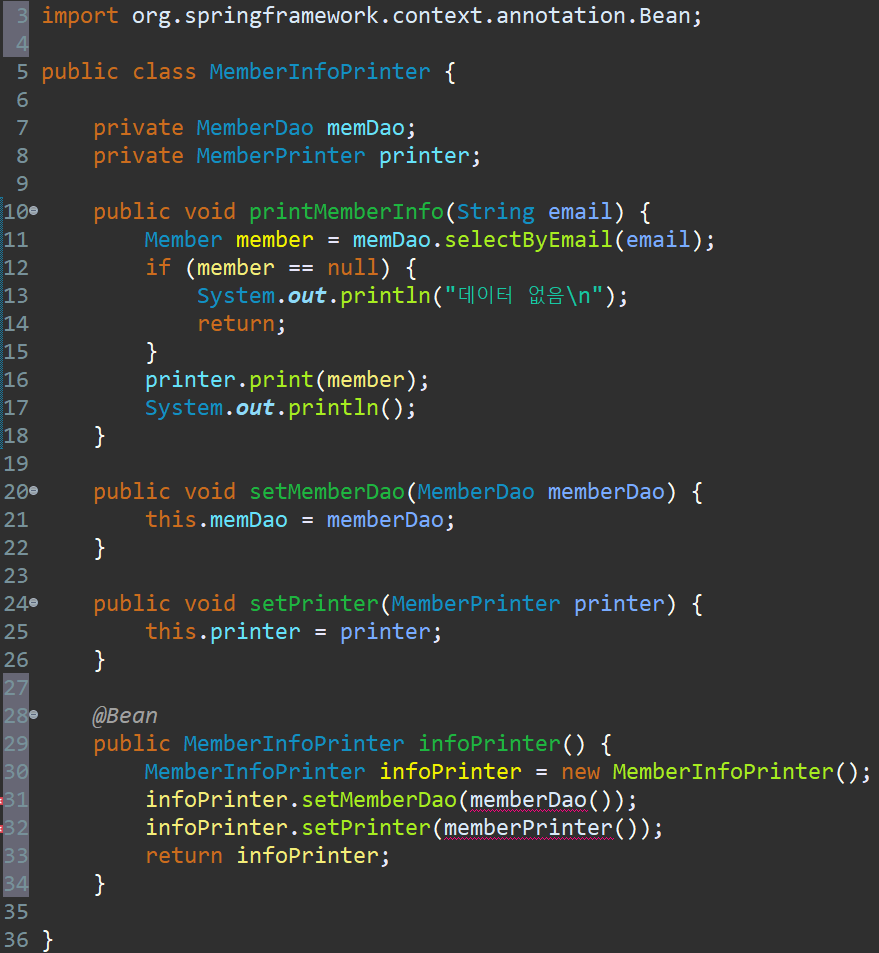 3 import org.springframework.context.annotation.Bean;
4
5 public class MemberInfoPrinter {
6
7     private MemberDao memDao;
8     private MemberPrinter printer;
9
10     public void printMemberInfo(String email) {
11         Member member = memDao.selectByEmail(email);
12         if (member == null) {
13             System.out.println("데이터 없음\n");
14             return;
15         }
16         printer.print(member);
17         System.out.println();
18     }
19
20     public void setMemberDao(MemberDao memberDao) {
21         this.memDao = memberDao;
22     }
23
24     public void setPrinter(MemberPrinter printer) {
25         this.printer = printer;
26     }
27
28     @Bean
29     public MemberInfoPrinter infoPrinter() {
30         MemberInfoPrinter infoPrinter = new MemberInfoPrinter();
31         infoPrinter.setMemberDao(memberDao());
32         infoPrinter.setPrinter(memberPrinter());
33         return infoPrinter;
34     }
35
36 }